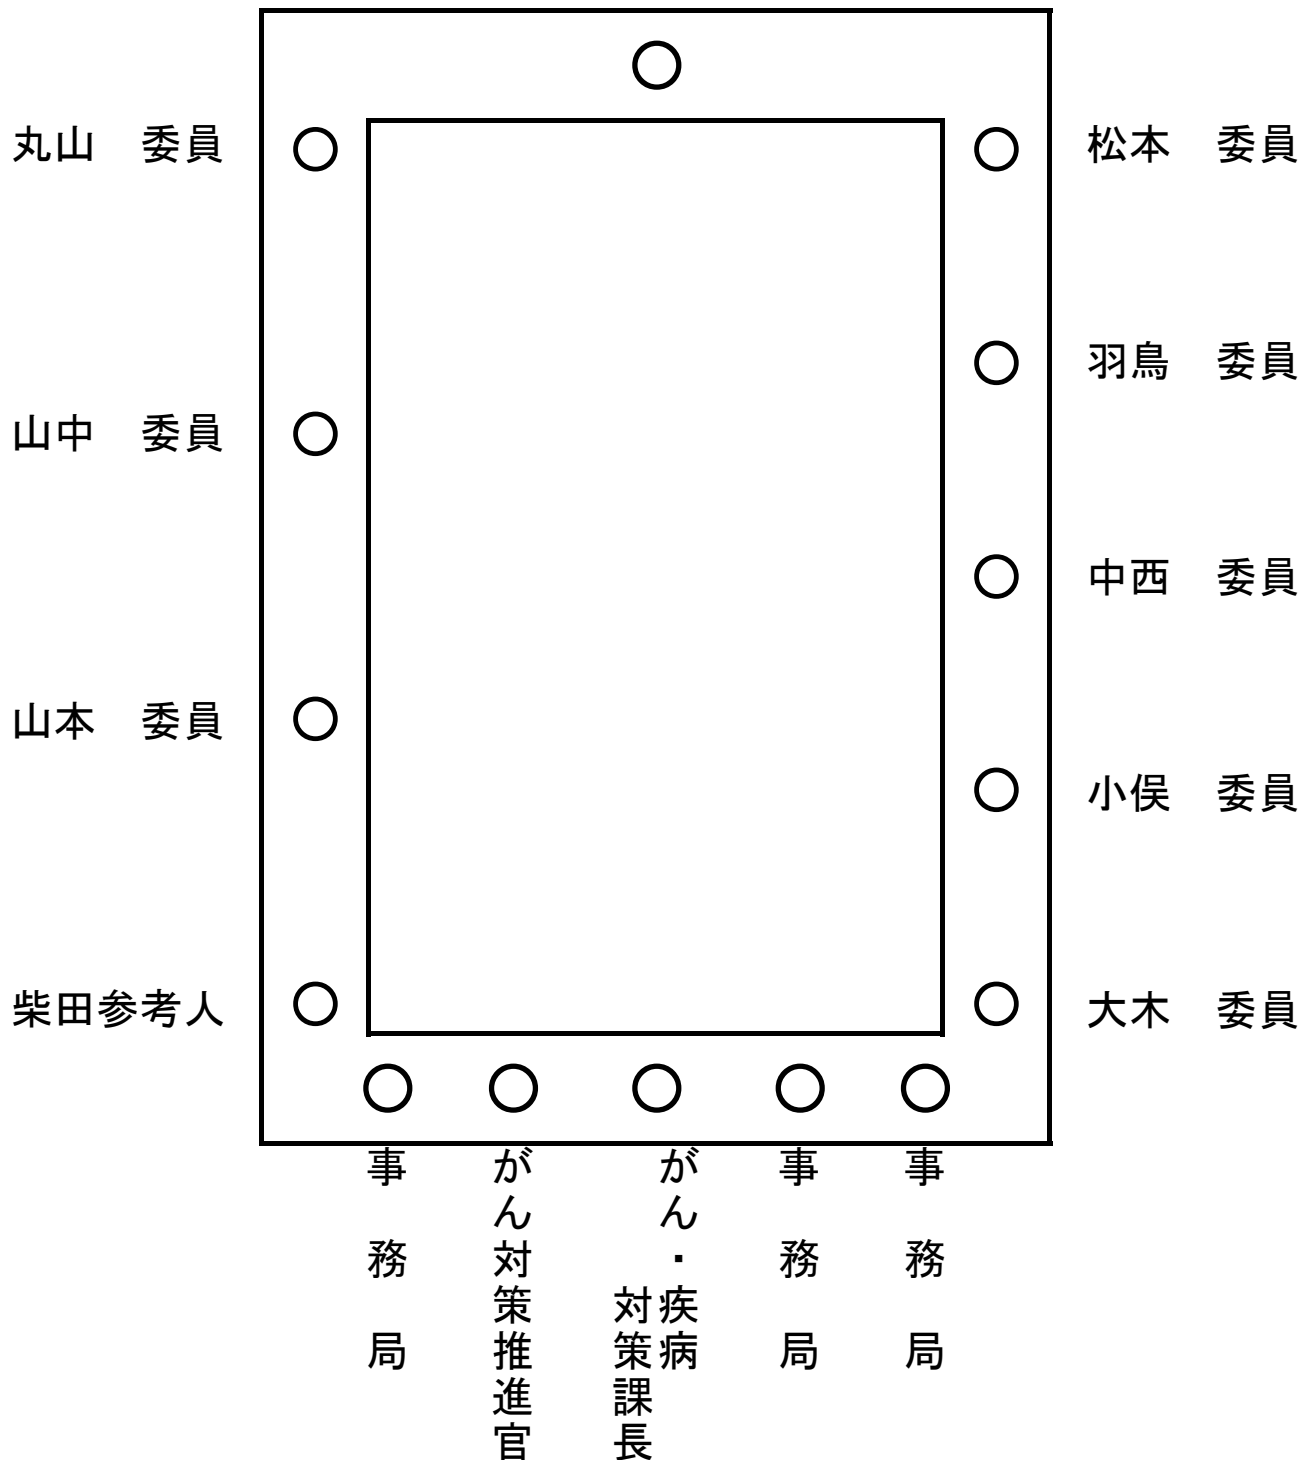 丸山　委員
松本　委員
羽鳥　委員
山中　委員
中西　委員
山本　委員
小俣　委員
柴田参考人
大木　委員
事務局
がん対策推進官
がん・疾病
対策課長
事務局
事務局